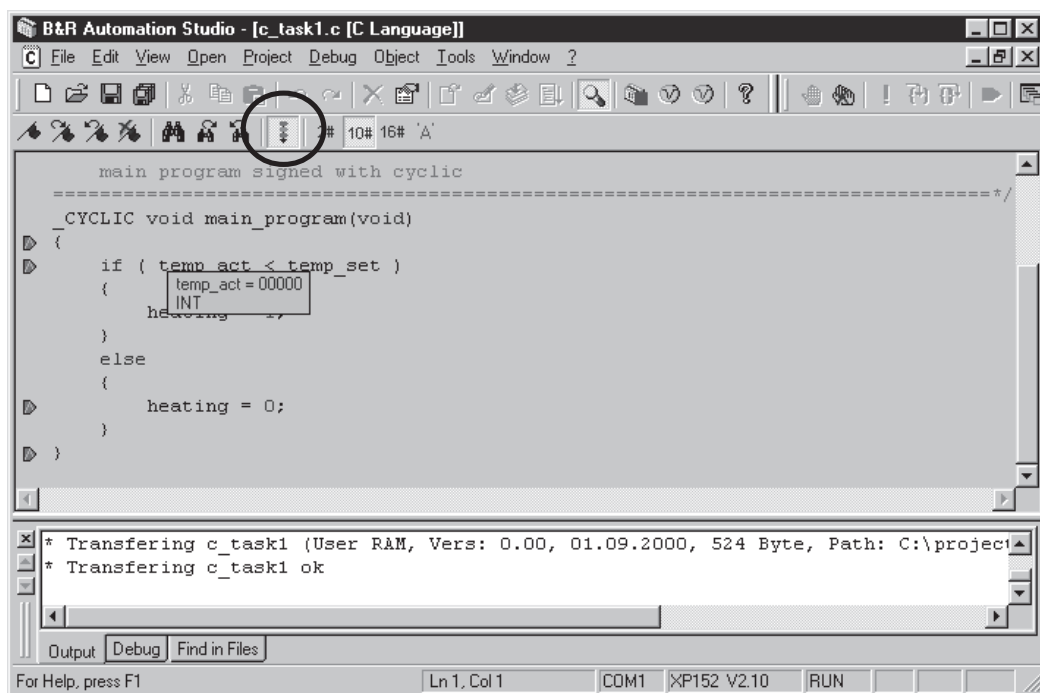 B&R Automation Studio - [c_task1.c [C Language]]
File Edit View Open Project Debug Object Tools Window ?
2# 10# 16# 'A'
main program signed with cyclic
================================================================================*/
_CYCLIC void main_program(void)
{
if ( temp_act < temp_set )
temp_act = 00000
{
INT
heating = 1;
}
else
{
heating = 0;
}
}
* Transfering c_task1 (User RAM, Vers: 0.00, 01.09.2000, 524 Byte, Path: C:\project
* Transfering c_task1 ok
Output Debug Find in Files
For Help, press F1 Ln 1, Col 1 COM1 XP152 V2.10 RUN